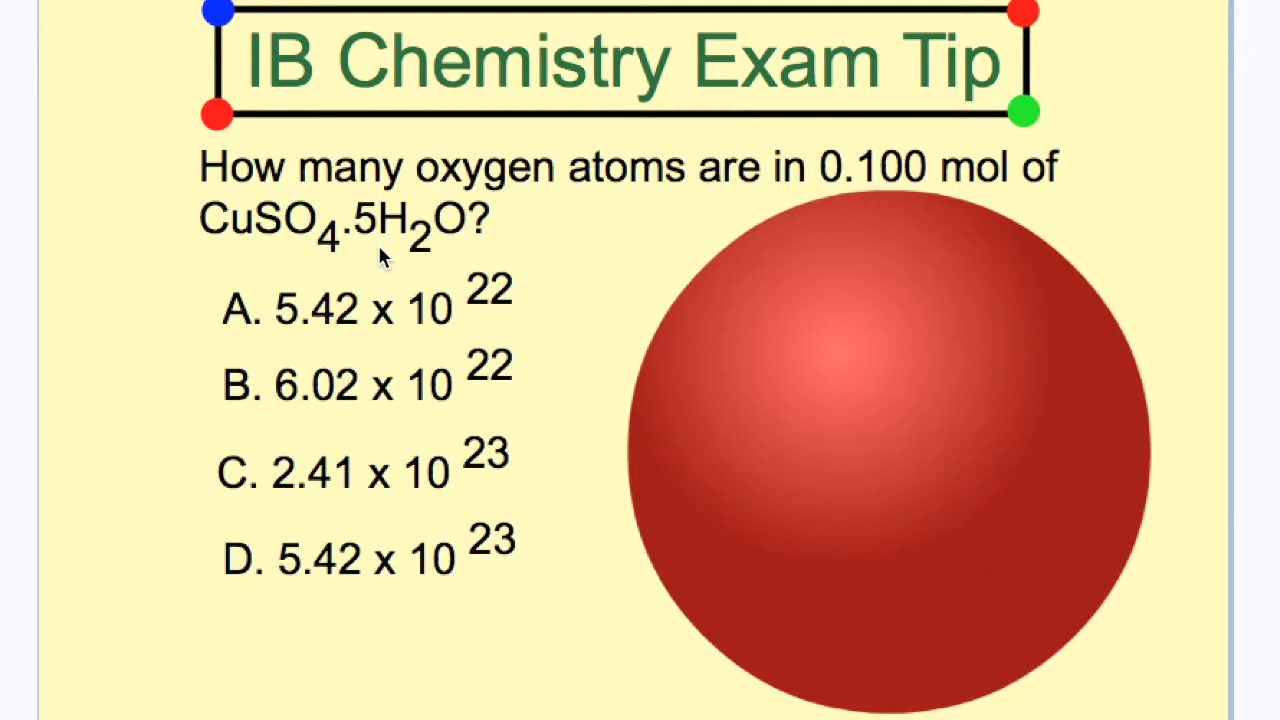 IB Chemistry Exam Tip
How many oxygen atoms are in 0.100 mol of
CuSO₄.5H₂O?
A. 5.42 x 10 ²²
B. 6.02 x 10 ²²
C. 2.41 x 10 ²³
D. 5.42 x 10 ²³